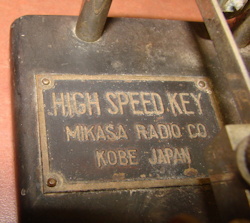 HIGH SPEED KEY
MIKASA RADIO CO
KOBE JAPAN